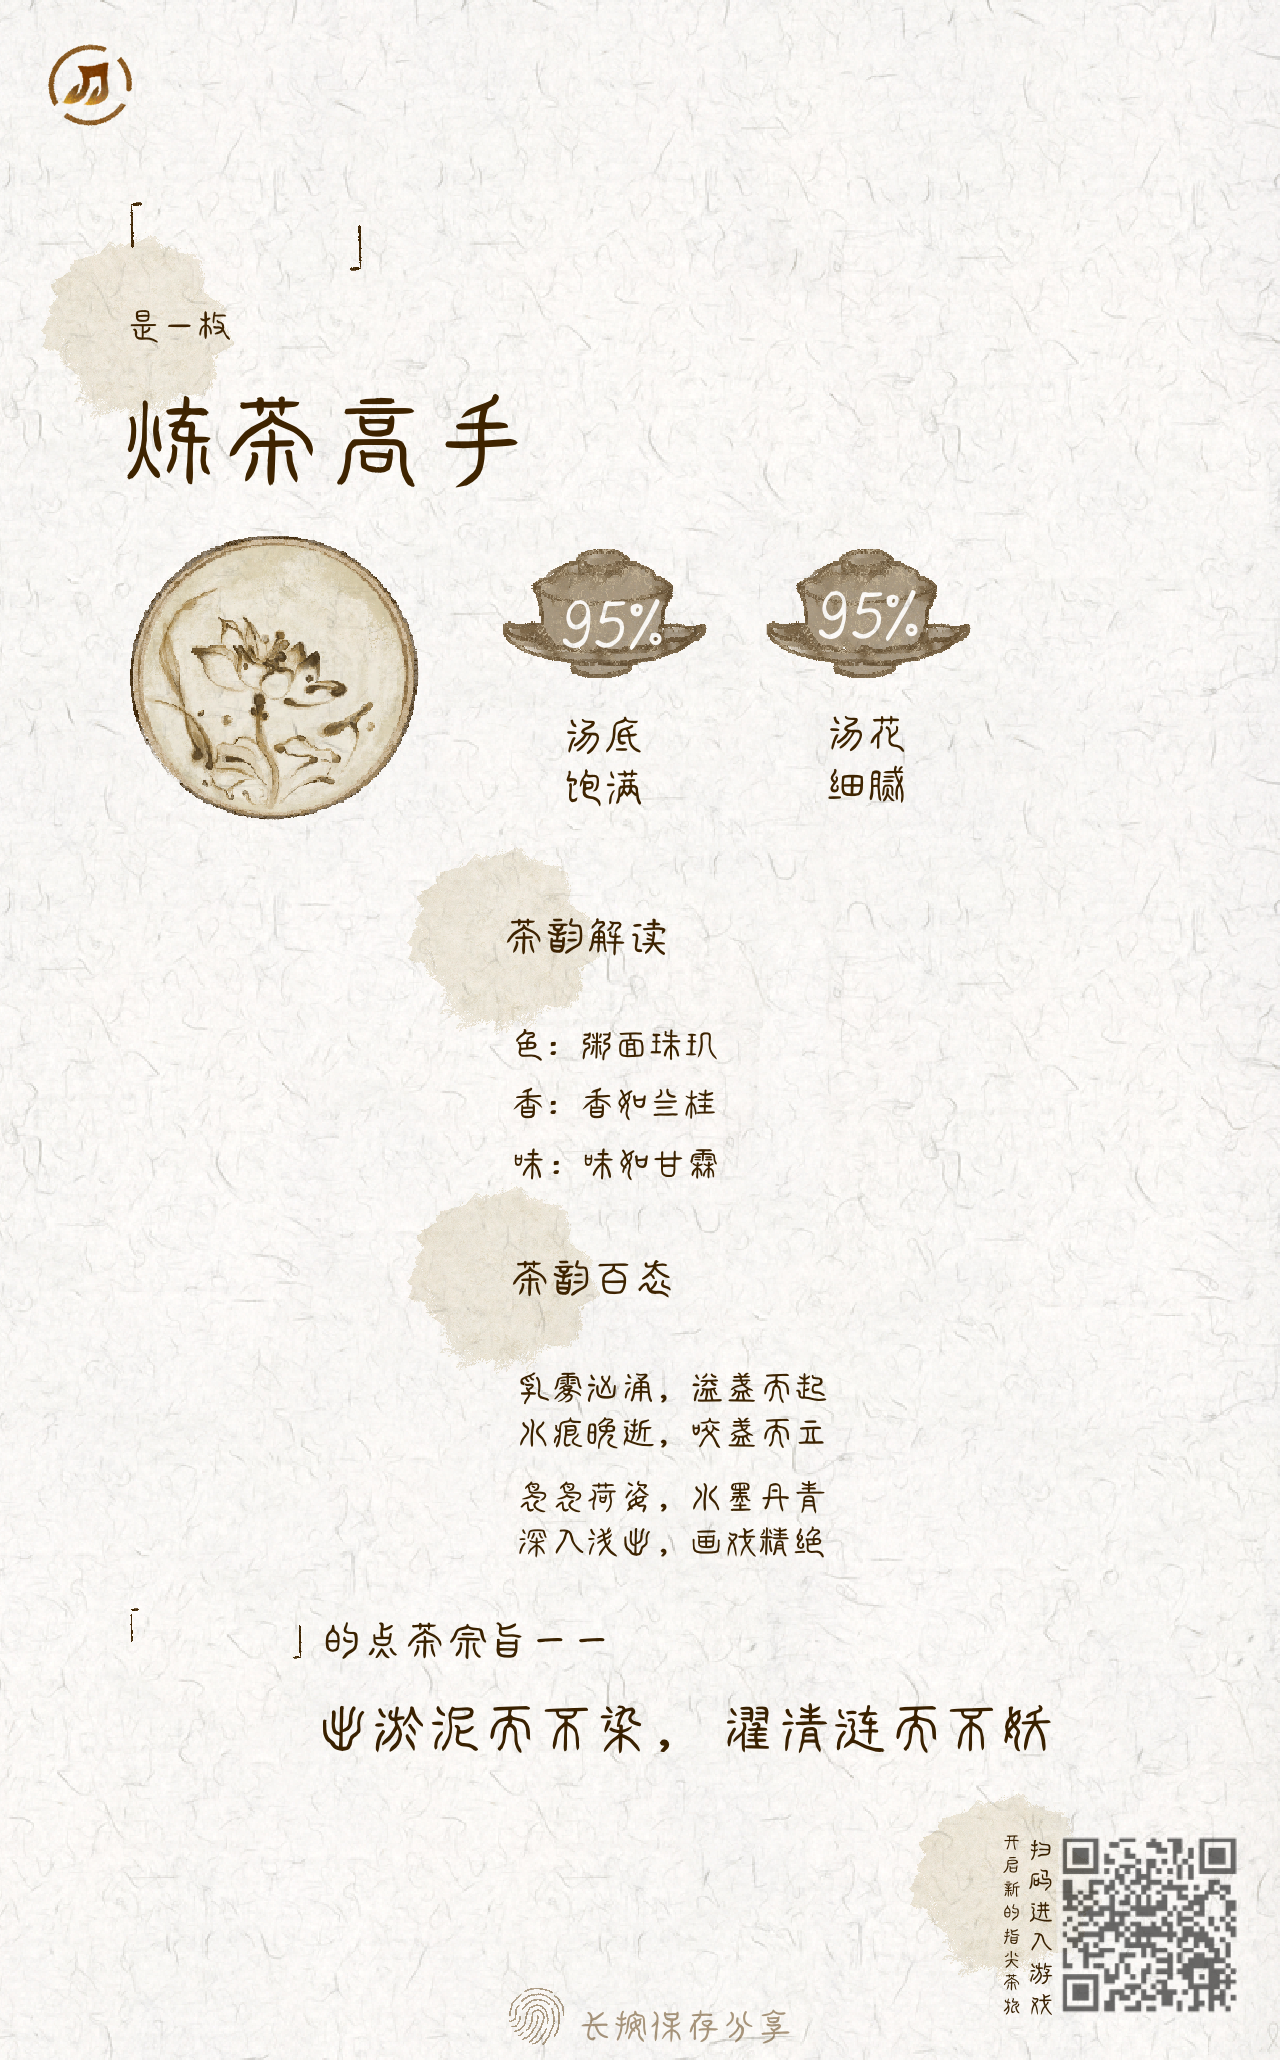 「 」
是一枚
炼茶高手
95% 95%
汤底 汤花
饱满 细腻
茶韵解读
色：粥面珠玑
香：香如兰桂
味：味如甘霖
茶韵百态
乳雾汹涌，溢盏而起
水痕晚逝，咬盏而立
袅袅荷姿，水墨丹青
深入浅出，画戏精绝
「 」的点茶宗旨——
出淤泥而不染，濯清涟而不妖
扫码进入游戏
开启新的指尖茶旅
长按保存分享